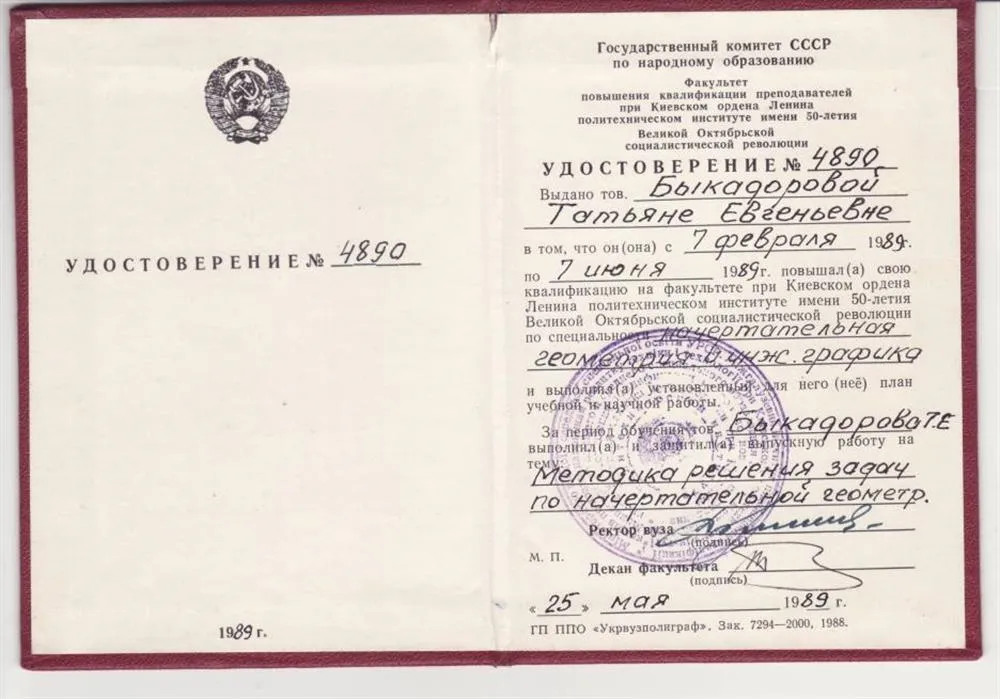 УДОСТОВЕРЕНИЕ № 4890
1989 г.
Государственный комитет СССР
по народному образованию
Факультет
повышения квалификации преподавателей
при Киевском ордена Ленина
политехническом институте имени 50-летия
Великой Октябрьской
социалистической революции
УДОСТОВЕРЕНИЕ № 4890
Выдано тов. Быкадоровой
Татьяне Евгеньевне
в том, что он (она) с 7 февраля 1989г.
по 7 июня 1989г. повышал(а) свою
квалификацию на факультете при Киевском ордена
Ленина политехническом институте имени 50-летия
Великой Октябрьской социалистической революции
по специальности начертательная
геометрия и инж. графика
и выполнил(а) установленный для него (неё) план
учебной и научной работы.
За период обучения тов. Быкадорова Т.Е
выполнил(а) и защитил(а) выпускную работу на
тему
Методика решения задач
по начертательной геометр.
Ректор вуза
(подпись)
М. П.
Декан факультета
(подпись)
«25» мая 1989 г.
ГП ППО «Укрвузполиграф». Зак. 7294—2000, 1988.